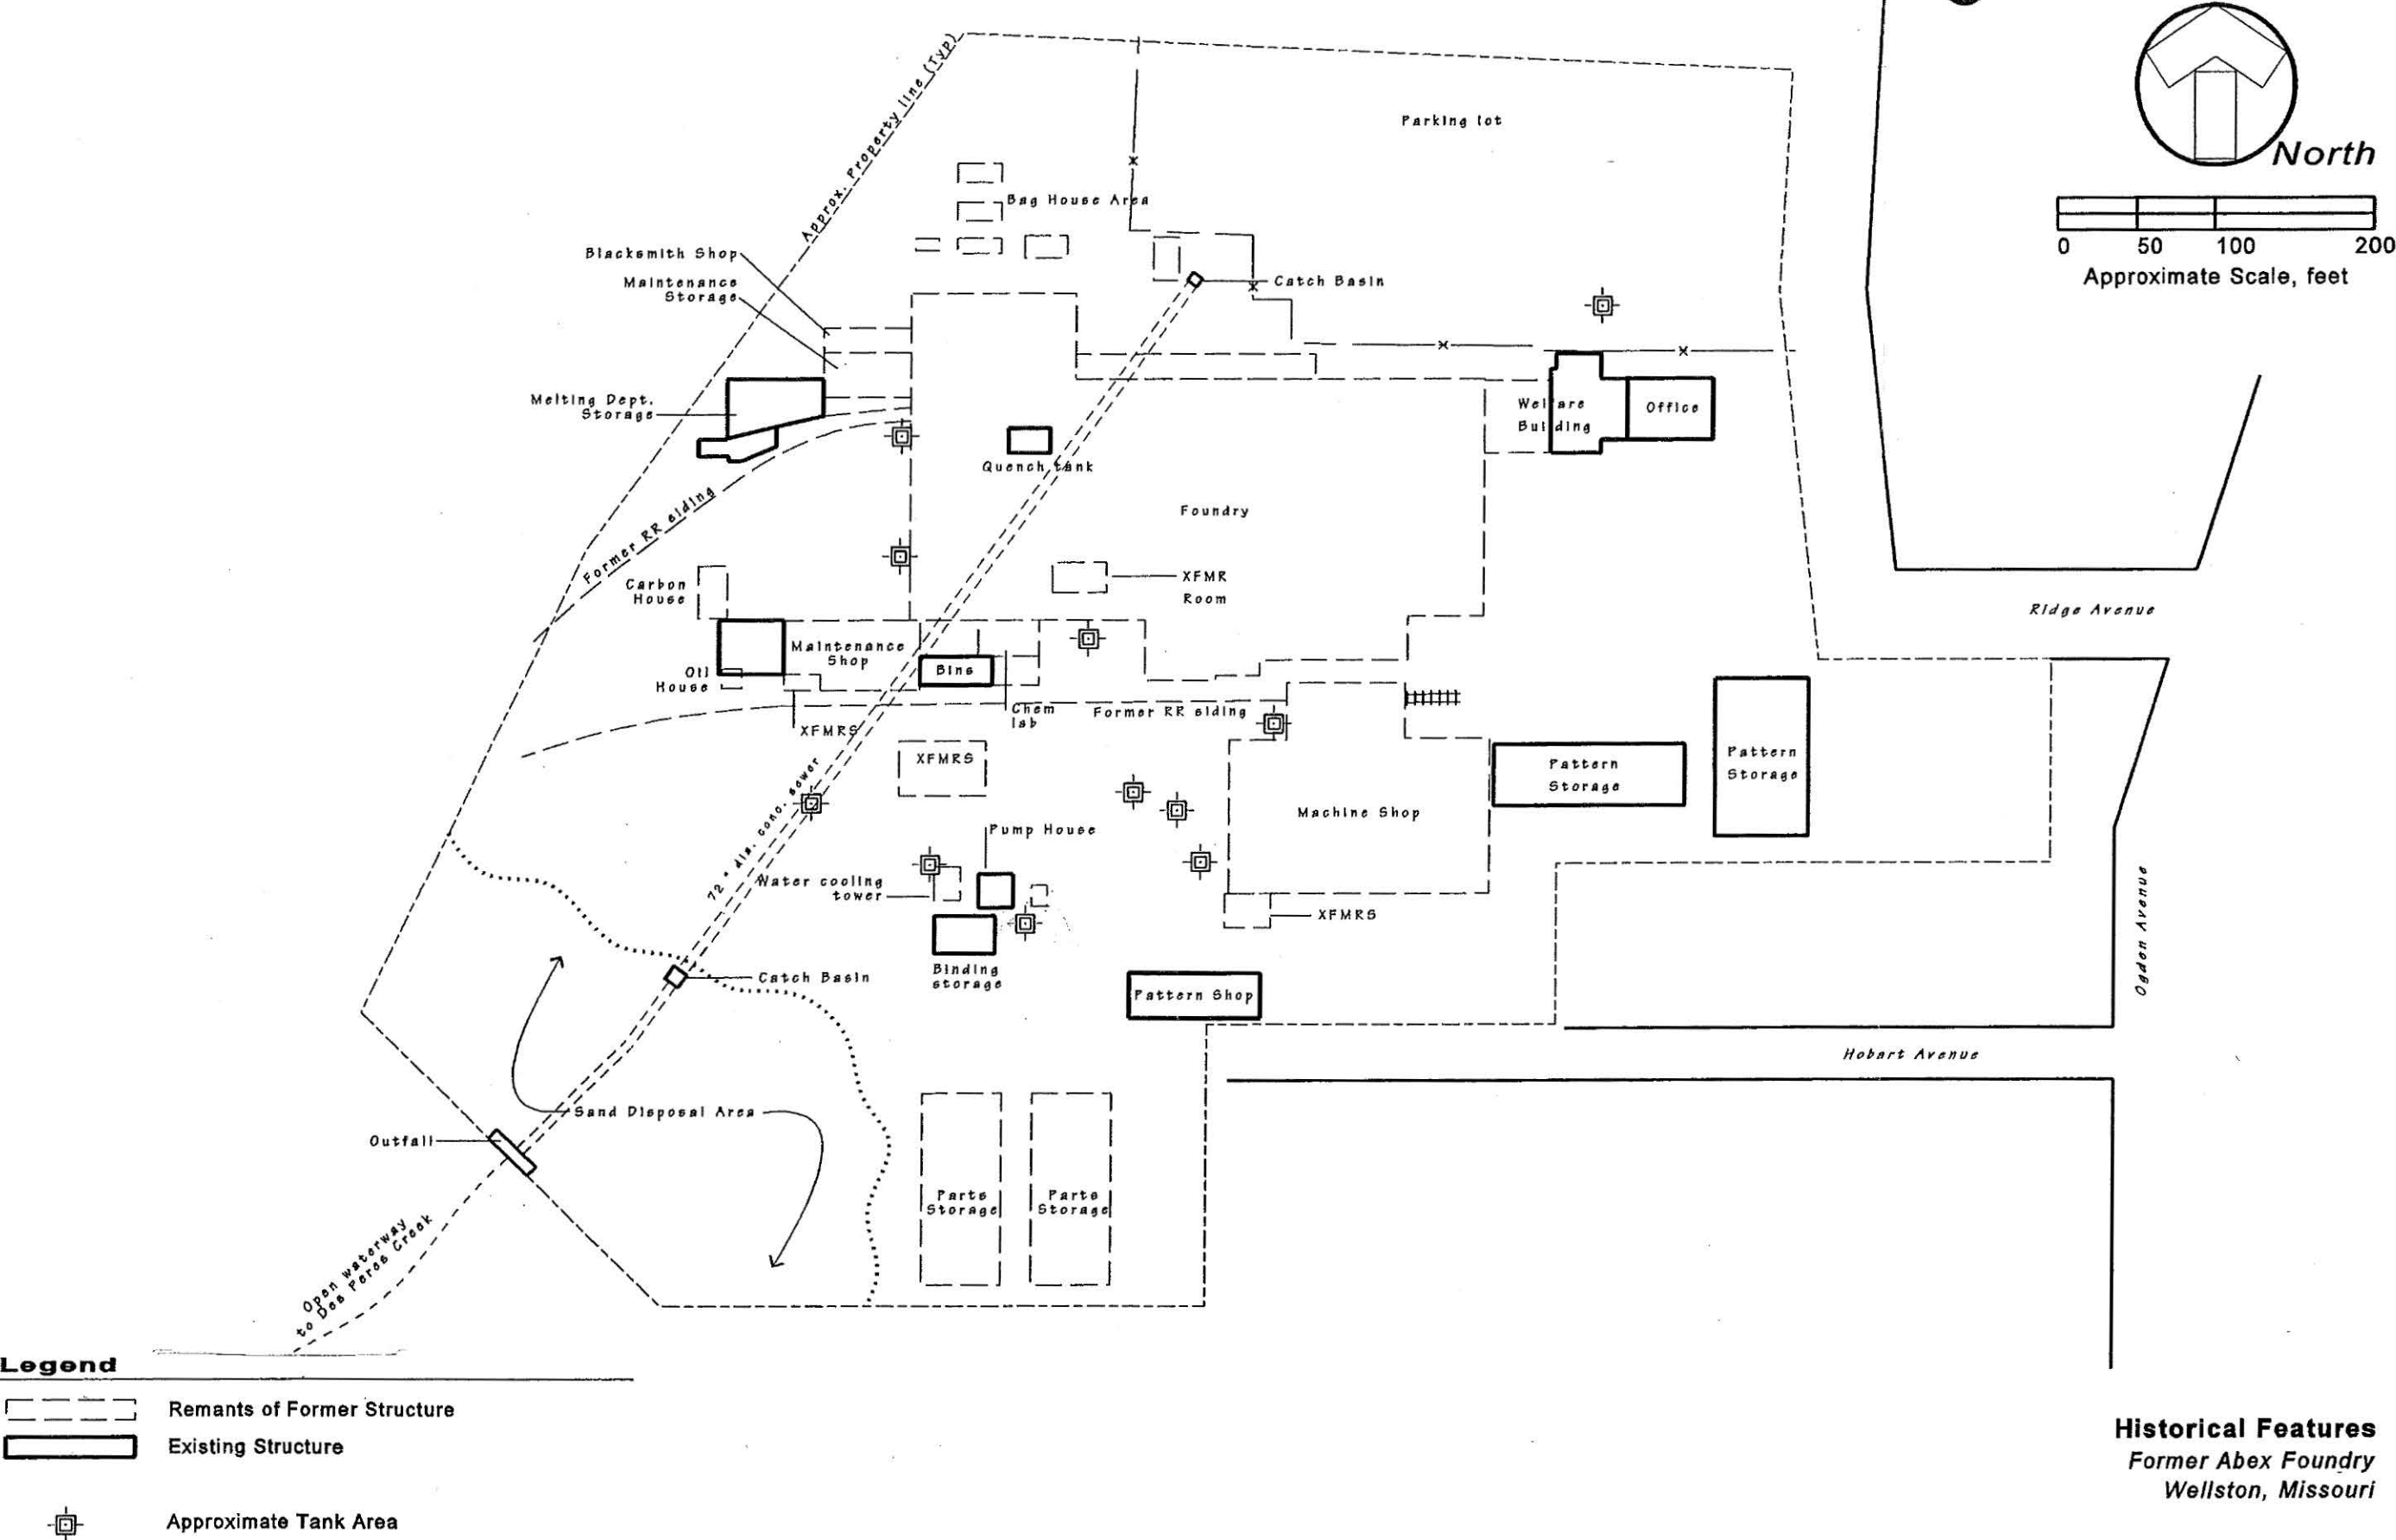 Approx. Property line (Typ)
Parking lot
North
0 50 100 200
Approximate Scale, feet
Bag House Area
Blacksmith Shop
Maintenance
Storage
Catch Basin
Melting Dept.
Storage
Welfare
Building
Office
Quench tank
Former RR siding
Foundry
Carbon
House
XFMR
Room
Ridge Avenue
Maintenance
Shop
Bins
Oil
House
Chem
lab
Former RR siding
XFMRS
XFMRS
Pattern
Storage
Pattern
Storage
Machine Shop
72 " dia. conc. sewer
Pump House
Water cooling
tower
XFMRS
Ogden Avenue
Catch Basin
Binding
storage
Pattern Shop
Hobart Avenue
Sand Disposal Area
Outfall
Parts
Storage
Parts
Storage
Open waterway
to Des Peres Creek
Legend
Remants of Former Structure
Existing Structure
Approximate Tank Area
Historical Features
Former Abex Foundry
Wellston, Missouri